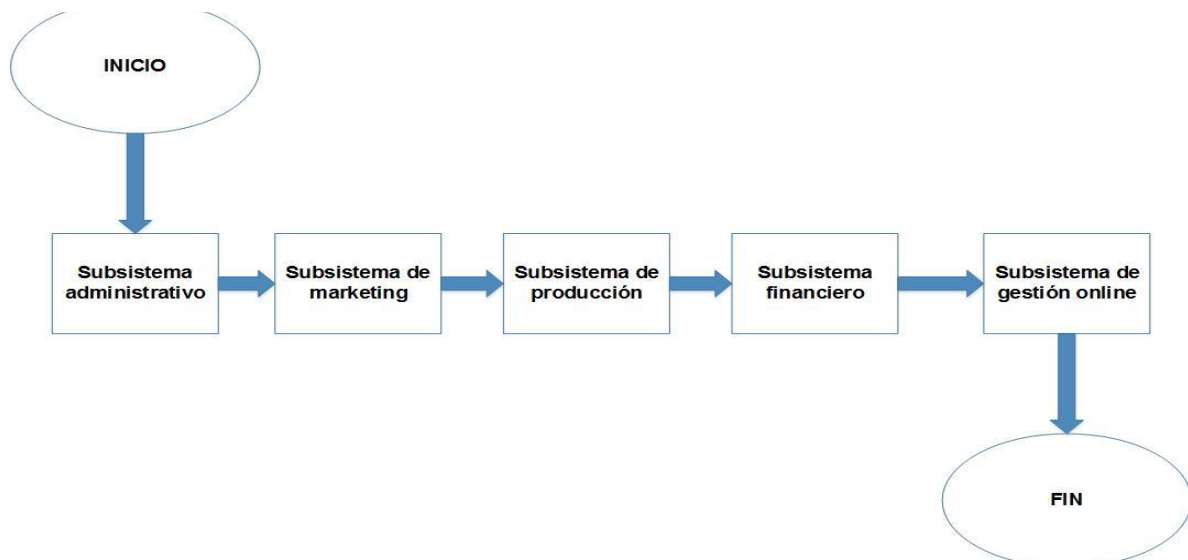 INICIO
Subsistema
administrativo
Subsistema de
marketing
Subsistema de
producción
Subsistema
financiero
Subsistema de
gestión online
FIN